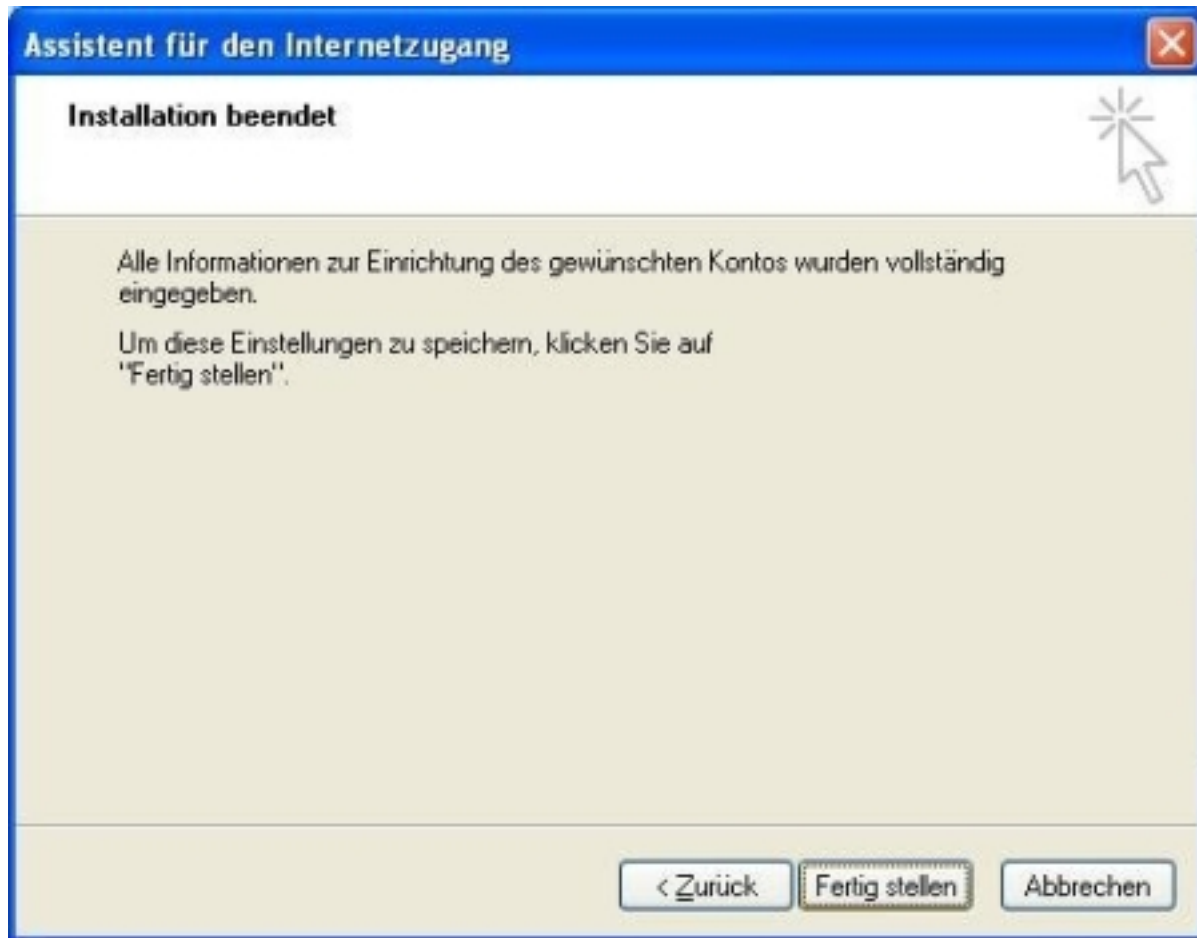 Assistent für den Internetzugang
Installation beendet
Alle Informationen zur Einrichtung des gewünschten Kontos wurden vollständig
eingegeben.
Um diese Einstellungen zu speichern, klicken Sie auf
"Fertig stellen".
< Zurück Fertig stellen Abbrechen